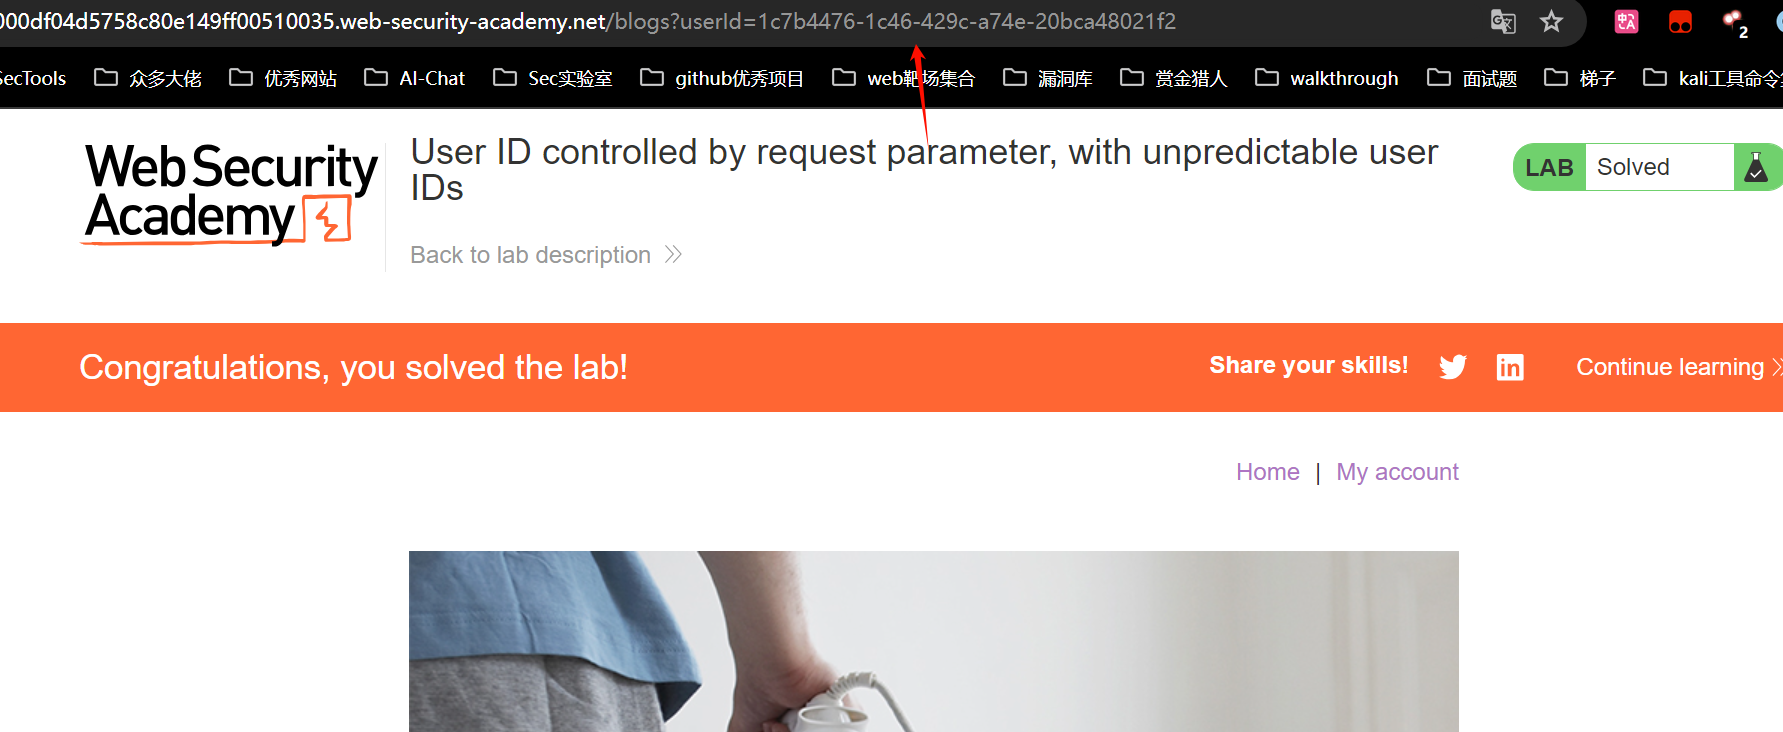 000df04d5758c80e149ff00510035.web-security-academy.net/blogs?userId=1c7b4476-1c46-429c-a74e-20bca48021f2
2
SecTools 众多大佬 优秀网站 AI-Chat Sec实验室 github优秀项目 web靶场集合 漏洞库 赏金猎人 walkthrough 面试题 梯子 kali工具命令
Web Security
Academy
User ID controlled by request parameter, with unpredictable user
IDs
LAB Solved
Back to lab description
Congratulations, you solved the lab!
Share your skills!
Continue learning
Home | My account